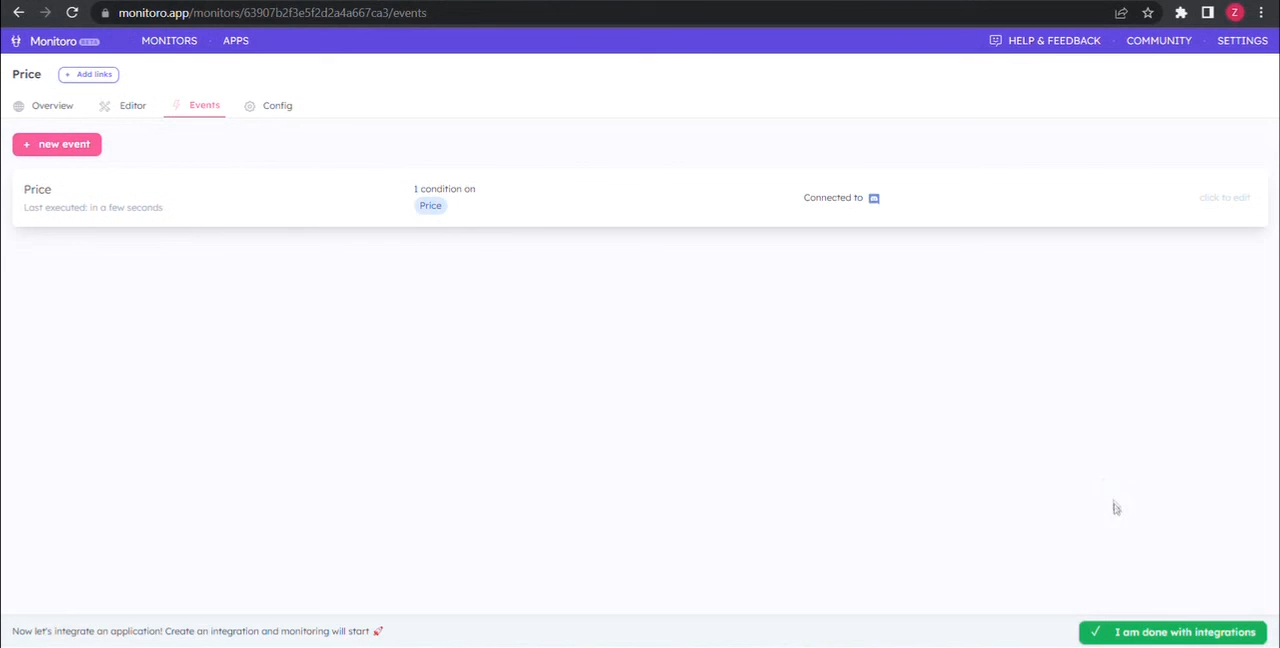 monitoro.app/monitors/63907b2f3e5f2d2a4a667ca3/events
Z
Monitoro BETA MONITORS · APPS HELP & FEEDBACK · COMMUNITY · SETTINGS
Price + Add links
Overview Editor Events Config
+ new event
Price
Last executed: in a few seconds
1 condition on
Price
Connected to
click to edit
Now let's integrate an application! Create an integration and monitoring will start 🚀
✓ I am done with integrations